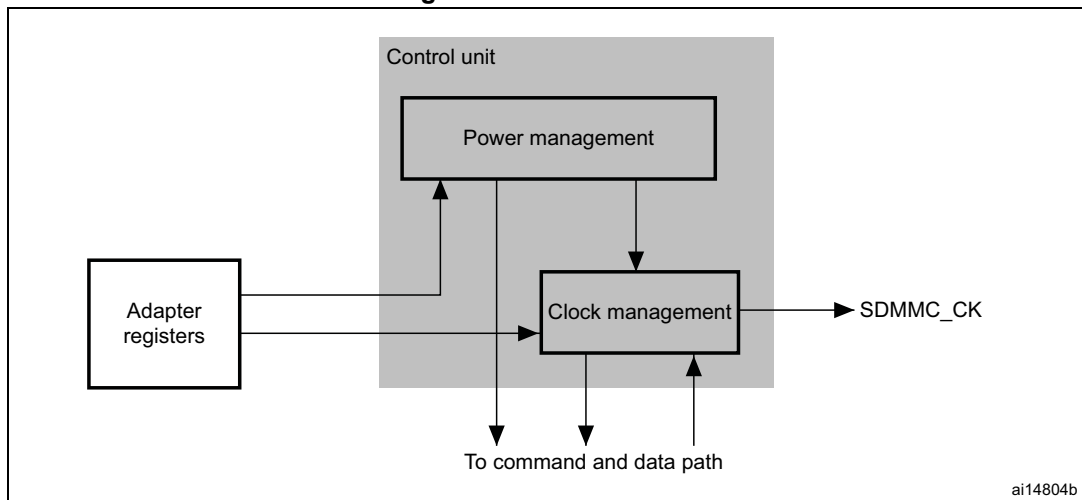 Control unit
Power management
Adapter
registers
Clock management
SDMMC_CK
To command and data path
ai14804b